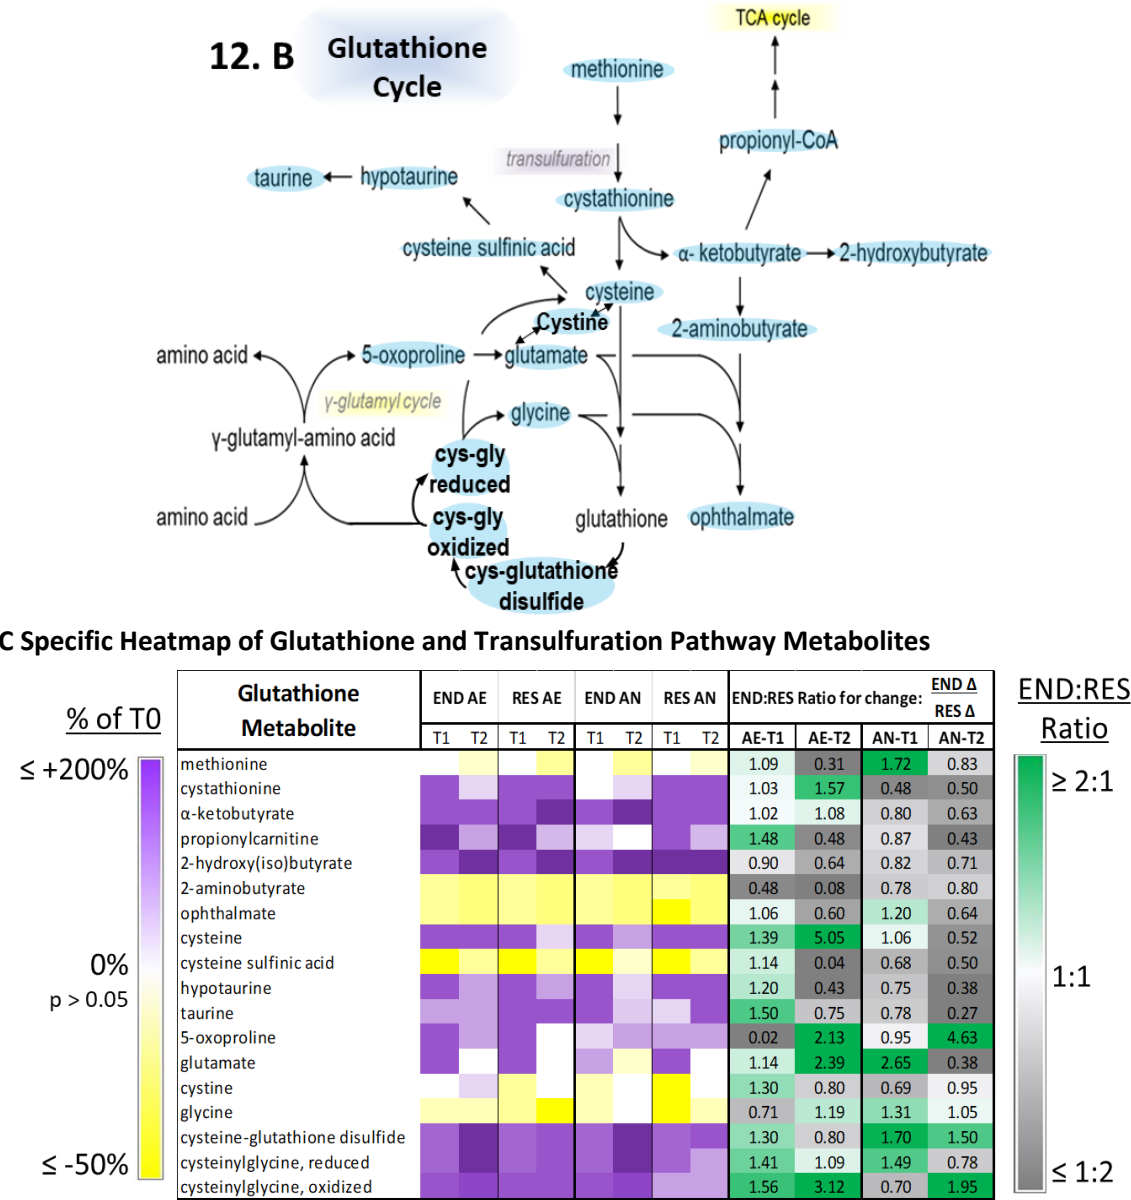 12. B
Glutathione
Cycle
TCA cycle
methionine
propionyl-CoA
transulfuration
taurine
hypotaurine
cystathionine
cysteine sulfinic acid
α- ketobutyrate
2-hydroxybutyrate
cysteine
Cystine
2-aminobutyrate
amino acid
5-oxoproline
glutamate
γ-glutamyl cycle
glycine
γ-glutamyl-amino acid
cys-gly
reduced
amino acid
cys-gly
oxidized
glutathione
ophthalmate
cys-glutathione
disulfide
C Specific Heatmap of Glutathione and Transulfuration Pathway Metabolites
% of T0
≤ +200%
0%
p > 0.05
≤ -50%
Glutathione
Metabolite
END AE RES AE END AN RES AN END:RES Ratio for change: END Δ
RES Δ
T1 T2 T1 T2 T1 T2 T1 T2 AE-T1 AE-T2 AN-T1 AN-T2
methionine 1.09 0.31 1.72 0.83
cystathionine 1.03 1.57 0.48 0.50
α-ketobutyrate 1.02 1.08 0.80 0.63
propionylcarnitine 1.48 0.48 0.87 0.43
2-hydroxy(iso)butyrate 0.90 0.64 0.82 0.71
2-aminobutyrate 0.48 0.08 0.78 0.80
ophthalmate 1.06 0.60 1.20 0.64
cysteine 1.39 5.05 1.06 0.52
cysteine sulfinic acid 1.14 0.04 0.68 0.50
hypotaurine 1.20 0.43 0.75 0.38
taurine 1.50 0.75 0.78 0.27
5-oxoproline 0.02 2.13 0.95 4.63
glutamate 1.14 2.39 2.65 0.38
cystine 1.30 0.80 0.69 0.95
glycine 0.71 1.19 1.31 1.05
cysteine-glutathione disulfide 1.30 0.80 1.70 1.50
cysteinylglycine, reduced 1.41 1.09 1.49 0.78
cysteinylglycine, oxidized 1.56 3.12 0.70 1.95
END:RES
Ratio
≥ 2:1
1:1
≤ 1:2